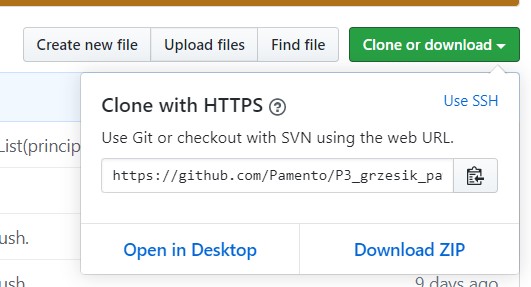 Create new file Upload files Find file Clone or download
Clone with HTTPS ? Use SSH
List(princip
Use Git or checkout with SVN using the web URL.
https://github.com/Pamento/P3_grzesik_pa
ush.
Open in Desktop Download ZIP
ush. 9 days ago